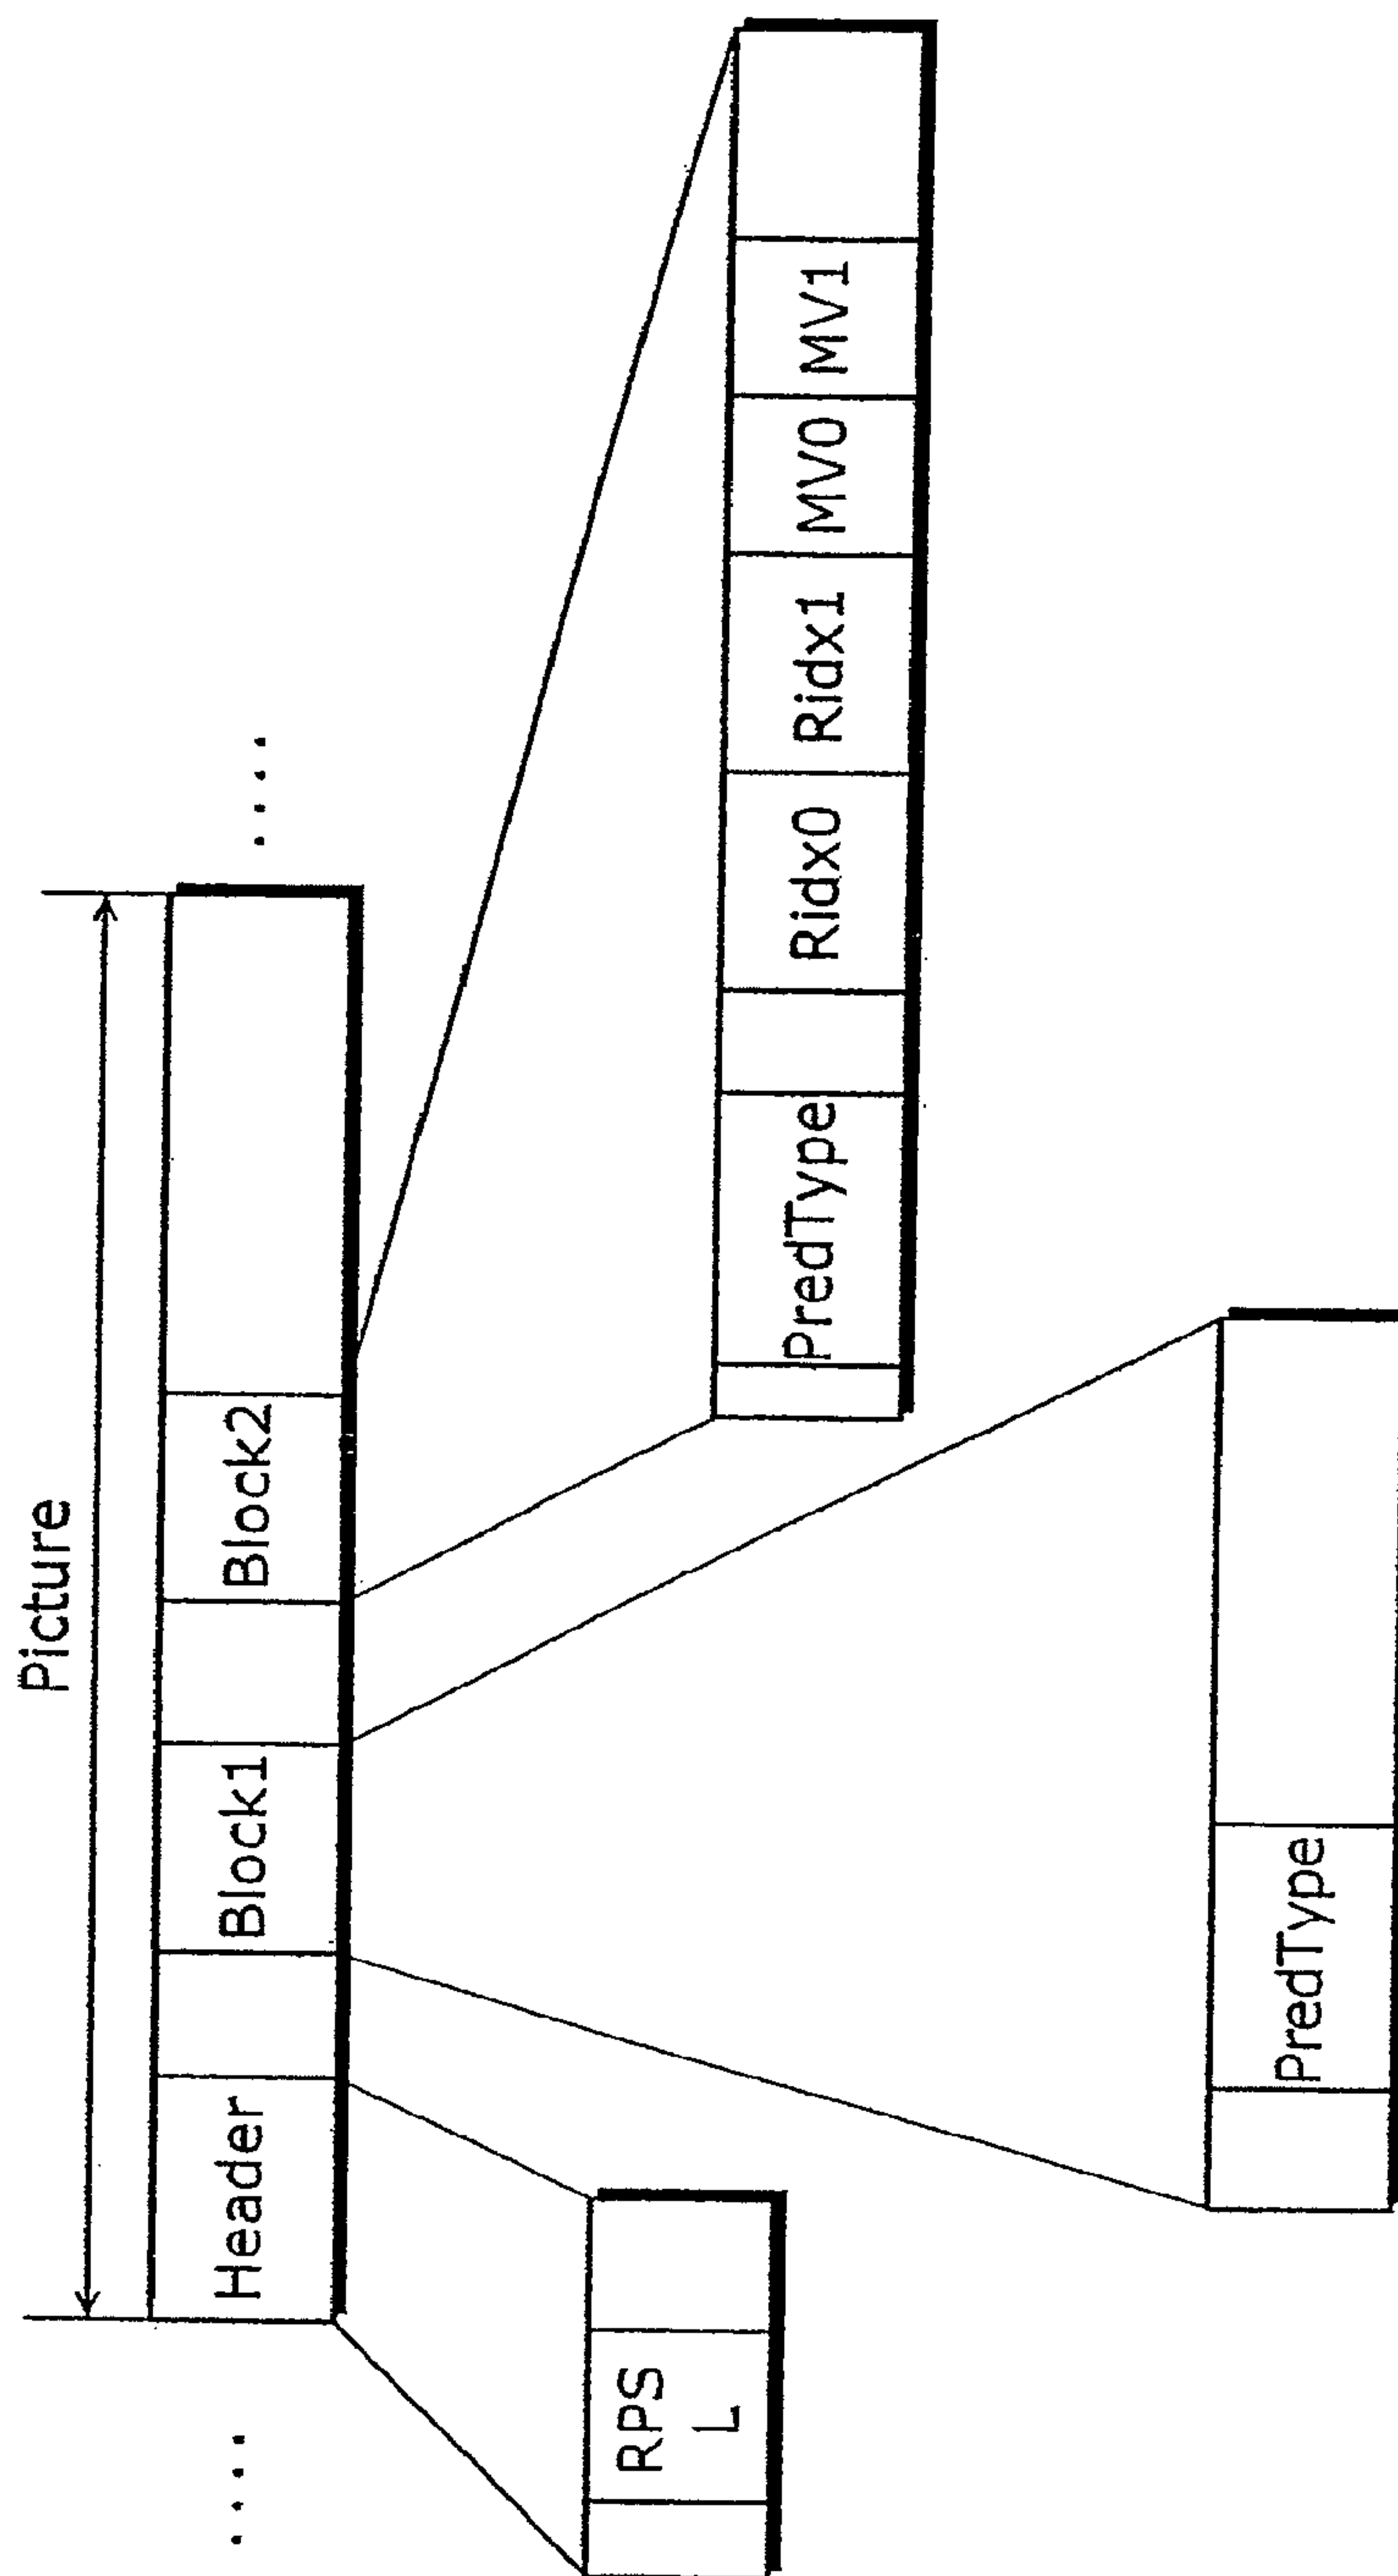 Picture
....
Header
Block1
Block2
....
RPS
L
PredType
Ridx0
Ridx1
MV0
MV1
PredType